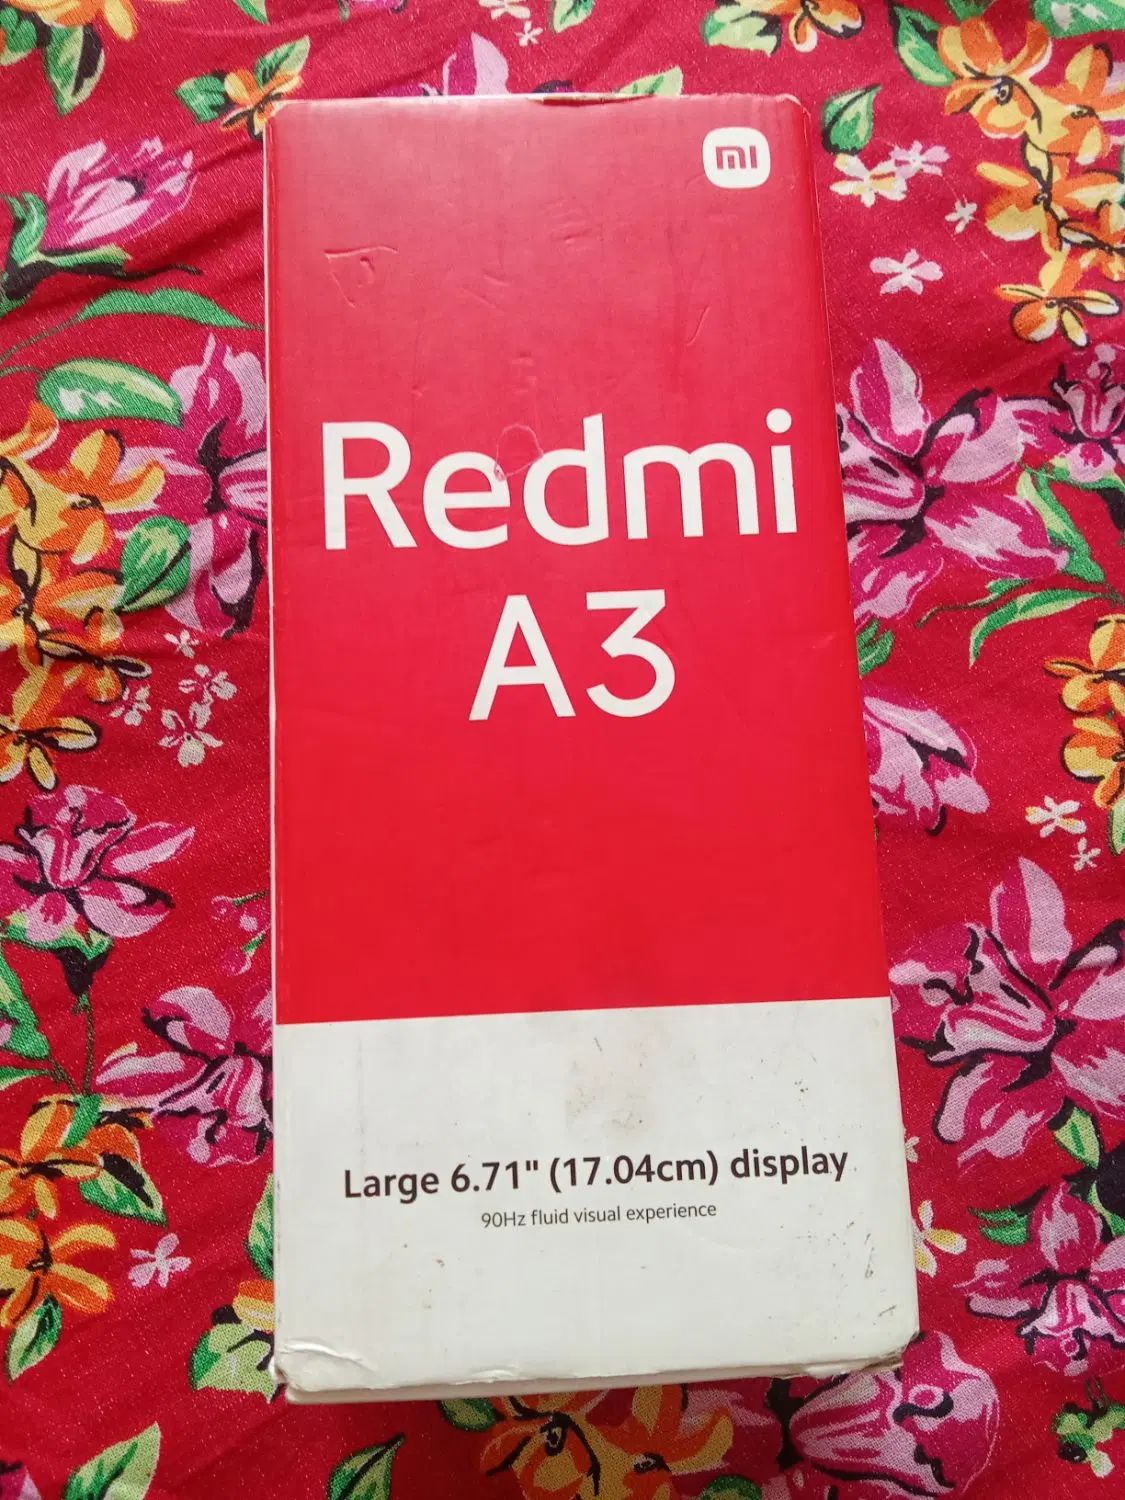 mi
Redmi
A3
Large 6.71" (17.04cm) display
90Hz fluid visual experience